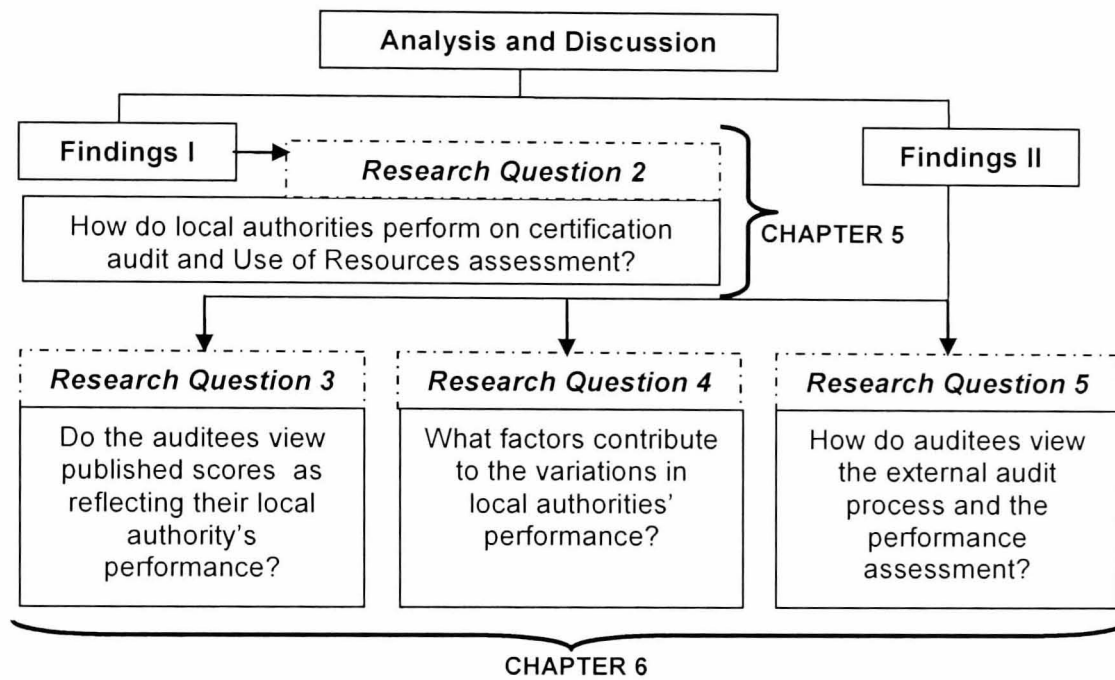 Analysis and Discussion
Findings I
Research Question 2
How do local authorities perform on certification
audit and Use of Resources assessment?
CHAPTER 5
Findings II
Research Question 3
Do the auditees view
published scores as
reflecting their local
authority's
performance?
Research Question 4
What factors contribute
to the variations in
local authorities'
performance?
Research Question 5
How do auditees view
the external audit
process and the
performance
assessment?
CHAPTER 6